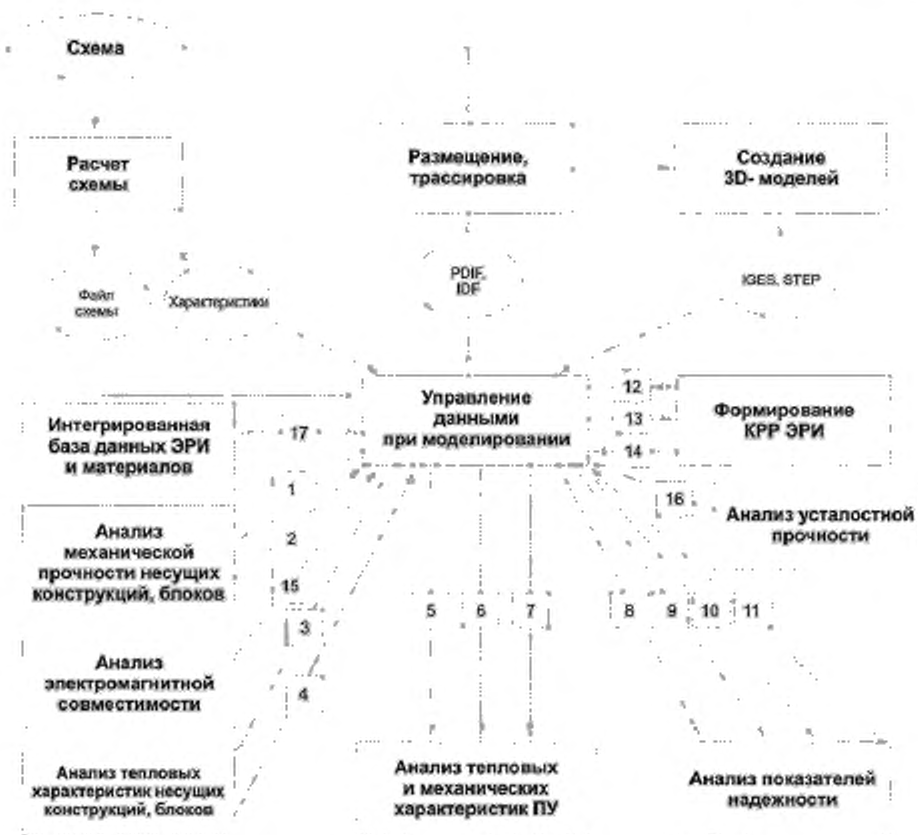 Схема
Расчет
схемы
Размещение,
трассировка
Создание
3D- моделей
Файл
схемы
Характеристики
PDIF,
IDF
IGES, STEP
Управление
данными
при моделировании
12
13
14
Формирование
КРР ЭРИ
Интегрированная
база данных ЭРИ
и материалов
17
1
2
15
3
4
16
Анализ усталостной
прочности
Анализ
механической
прочности несущих
конструкций, блоков
5
6
7
8
9
10
11
Анализ
электромагнитной
совместимости
Анализ тепловых
характеристик несущих
конструкций, блоков
Анализ тепловых
и механических
характеристик ПУ
Анализ показателей
надежности